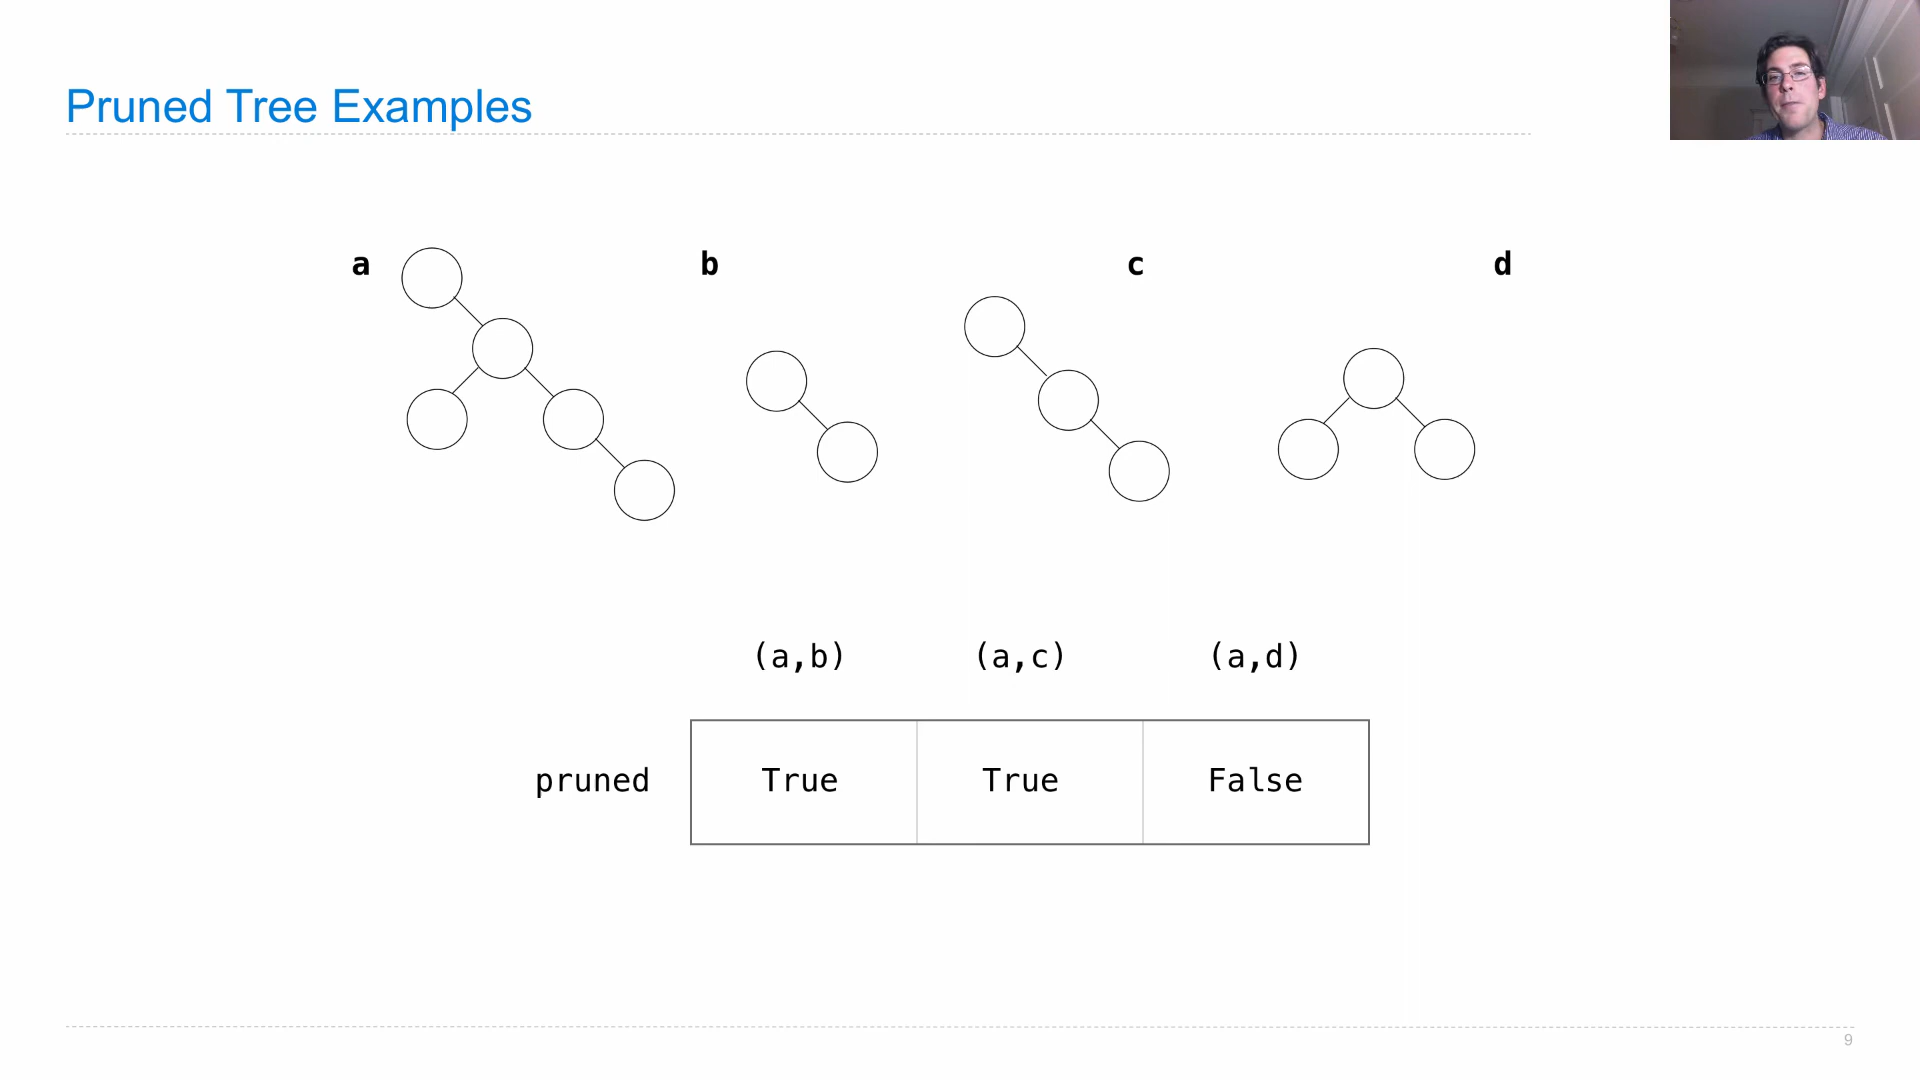 Pruned Tree Examples
a b c d
(a,b) (a,c) (a,d)
pruned True True False
9